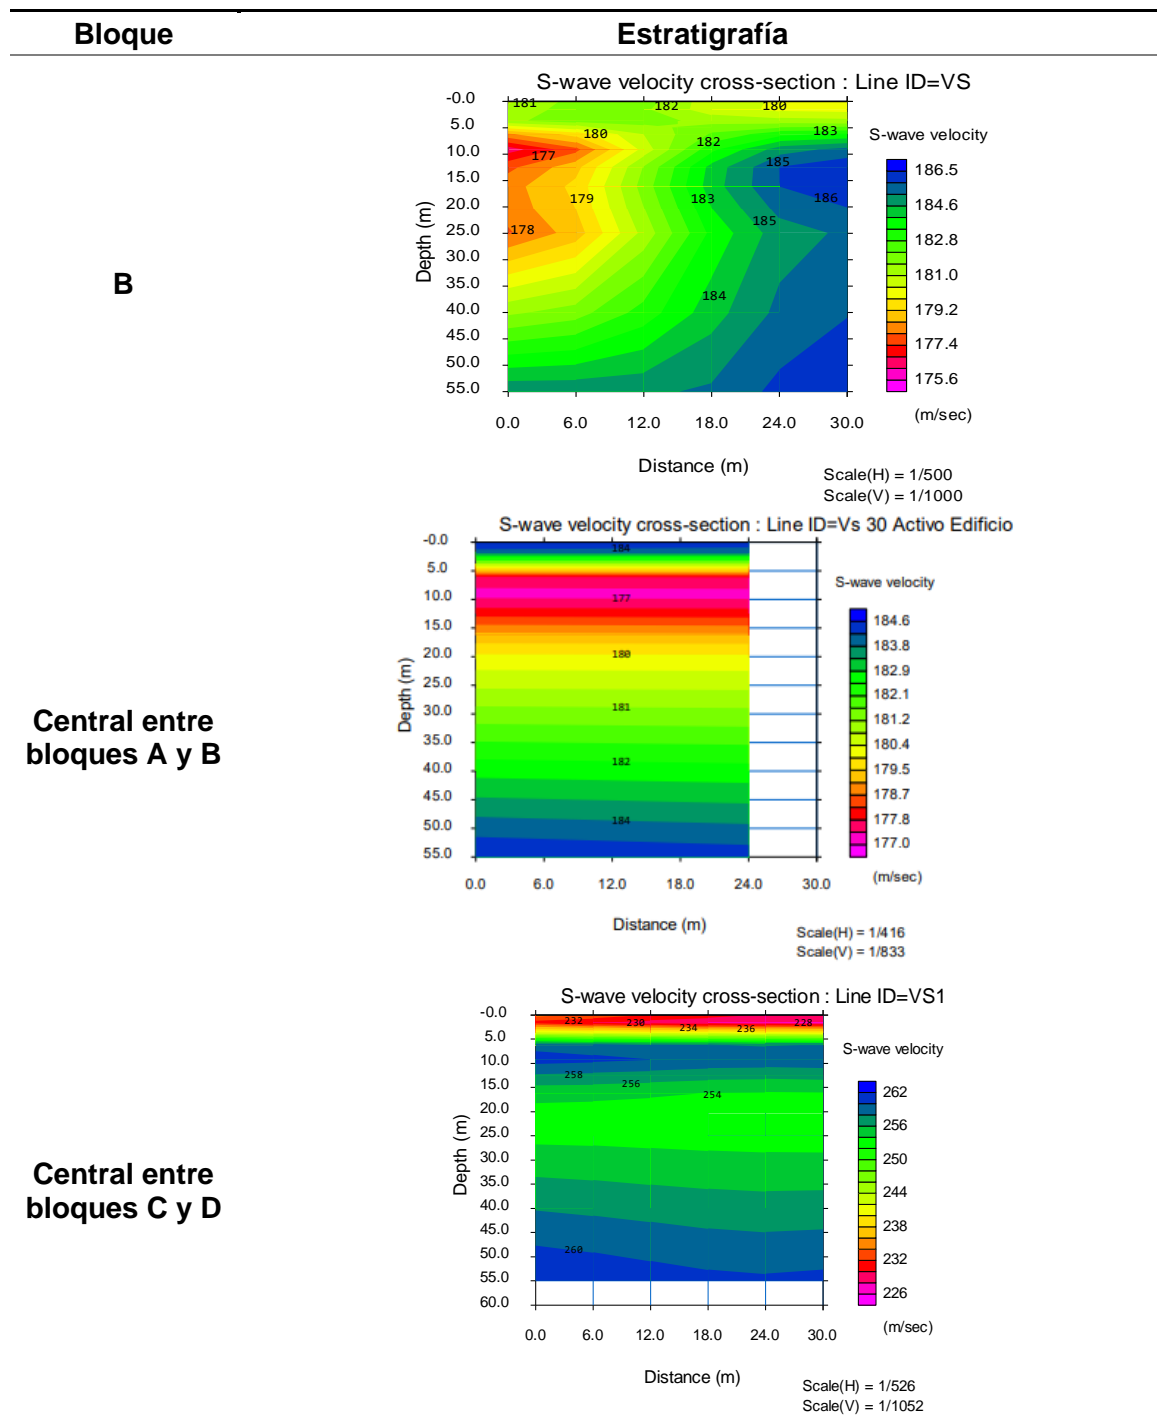 Bloque Estratigrafía
B
S-wave velocity cross-section : Line ID=VS
-0.0
5.0
10.0
15.0
20.0
25.0
30.0
35.0
40.0
45.0
50.0
55.0
Depth (m)
181 182 180
180 182 183
177 185
179 183 186
178 185
184
0.0 6.0 12.0 18.0 24.0 30.0
Distance (m)
S-wave velocity
186.5
184.6
182.8
181.0
179.2
177.4
175.6
(m/sec)
Scale(H) = 1/500
Scale(V) = 1/1000
Central entre
bloques A y B
S-wave velocity cross-section : Line ID=Vs 30 Activo Edificio
-0.0
5.0
10.0
15.0
20.0
25.0
30.0
35.0
40.0
45.0
50.0
55.0
Depth (m)
184
177
180
181
182
184
0.0 6.0 12.0 18.0 24.0 30.0
Distance (m)
S-wave velocity
184.6
183.8
182.9
182.1
181.2
180.4
179.5
178.7
177.8
177.0
(m/sec)
Scale(H) = 1/416
Scale(V) = 1/833
Central entre
bloques C y D
S-wave velocity cross-section : Line ID=VS1
-0.0
5.0
10.0
15.0
20.0
25.0
30.0
35.0
40.0
45.0
50.0
55.0
60.0
Depth (m)
232 230 234 236 228
258 256 254
260
0.0 6.0 12.0 18.0 24.0 30.0
Distance (m)
S-wave velocity
262
256
250
244
238
232
226
(m/sec)
Scale(H) = 1/526
Scale(V) = 1/1052